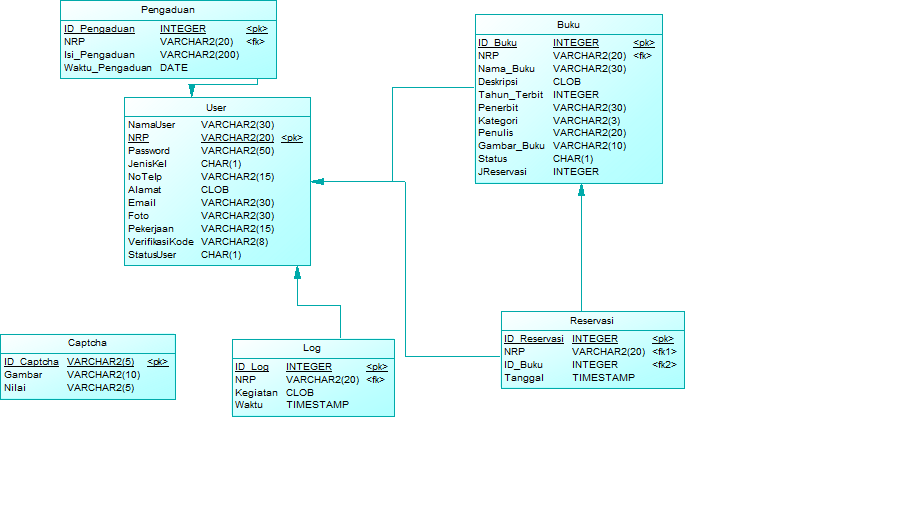 Pengaduan
ID_Pengaduan INTEGER <pk>
NRP VARCHAR2(20) <fk>
Isi_Pengaduan VARCHAR2(200)
Waktu_Pengaduan DATE
Buku
ID_Buku INTEGER <pk>
NRP VARCHAR2(20) <fk>
Nama_Buku VARCHAR2(30)
Deskripsi CLOB
Tahun_Terbit INTEGER
Penerbit VARCHAR2(30)
Kategori VARCHAR2(3)
Penulis VARCHAR2(20)
Gambar_Buku VARCHAR2(10)
Status CHAR(1)
JReservasi INTEGER
User
NamaUser VARCHAR2(30)
NRP VARCHAR2(20) <pk>
Password VARCHAR2(50)
JenisKel CHAR(1)
NoTelp VARCHAR2(15)
Alamat CLOB
Email VARCHAR2(30)
Foto VARCHAR2(30)
Pekerjaan VARCHAR2(15)
VerifikasiKode VARCHAR2(8)
StatusUser CHAR(1)
Captcha
ID_Captcha VARCHAR2(5) <pk>
Gambar VARCHAR2(10)
Nilai VARCHAR2(5)
Log
ID_Log INTEGER <pk>
NRP VARCHAR2(20) <fk>
Kegiatan CLOB
Waktu TIMESTAMP
Reservasi
ID_Reservasi INTEGER <pk>
NRP VARCHAR2(20) <fk1>
ID_Buku INTEGER <fk2>
Tanggal TIMESTAMP